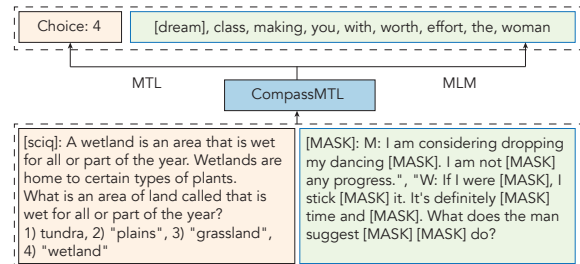 Choice: 4
[dream], class, making, you, with, worth, effort, the, woman
MTL
MLM
CompassMTL
[sciq]: A wetland is an area that is wet
for all or part of the year. Wetlands are
home to certain types of plants.
What is an area of land called that is
wet for all or part of the year?
1) tundra, 2) "plains", 3) "grassland",
4) "wetland"
[MASK]: M: I am considering dropping
my dancing [MASK]. I am not [MASK]
any progress.", "W: If I were [MASK], I
stick [MASK] it. It's definitely [MASK]
time and [MASK]. What does the man
suggest [MASK] [MASK] do?